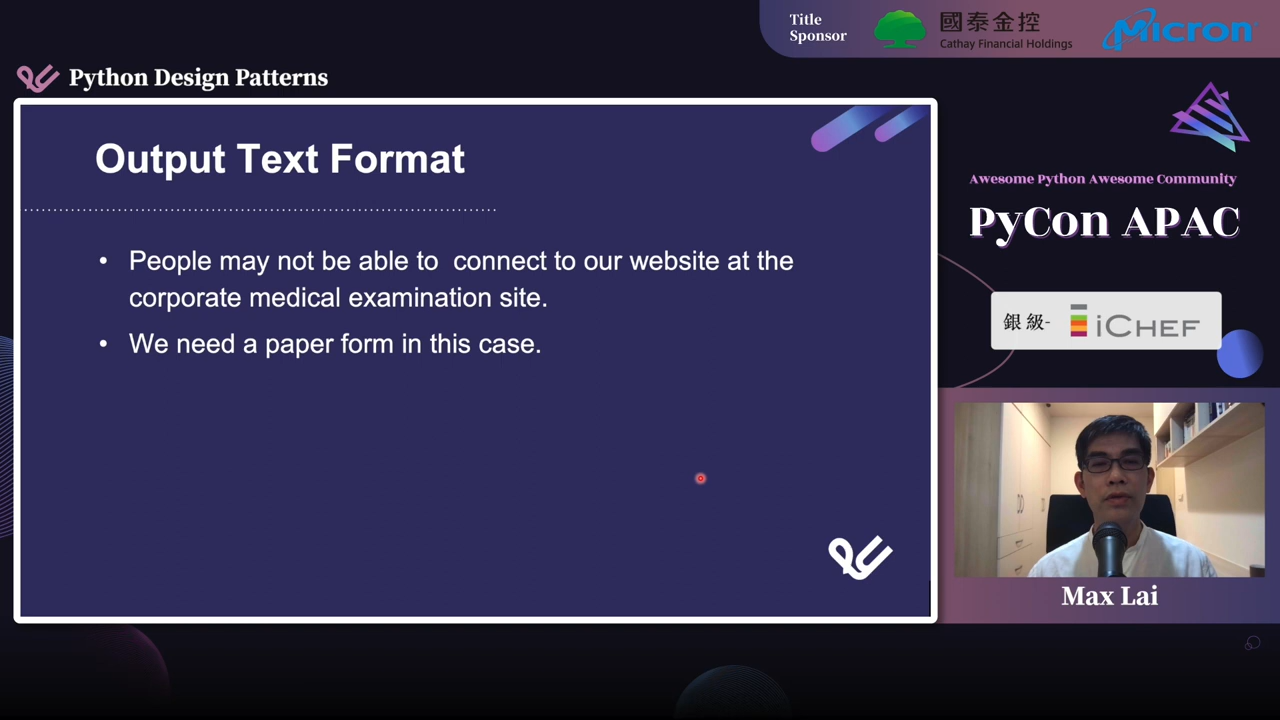 Title
Sponsor
國泰金控
Cathay Financial Holdings
Micron
Python Design Patterns
Output Text Format
• People may not be able to  connect to our website at the
corporate medical examination site.
• We need a paper form in this case.
Awesome Python Awesome Community
PyCon APAC
銀級-
iCHEF
Max Lai